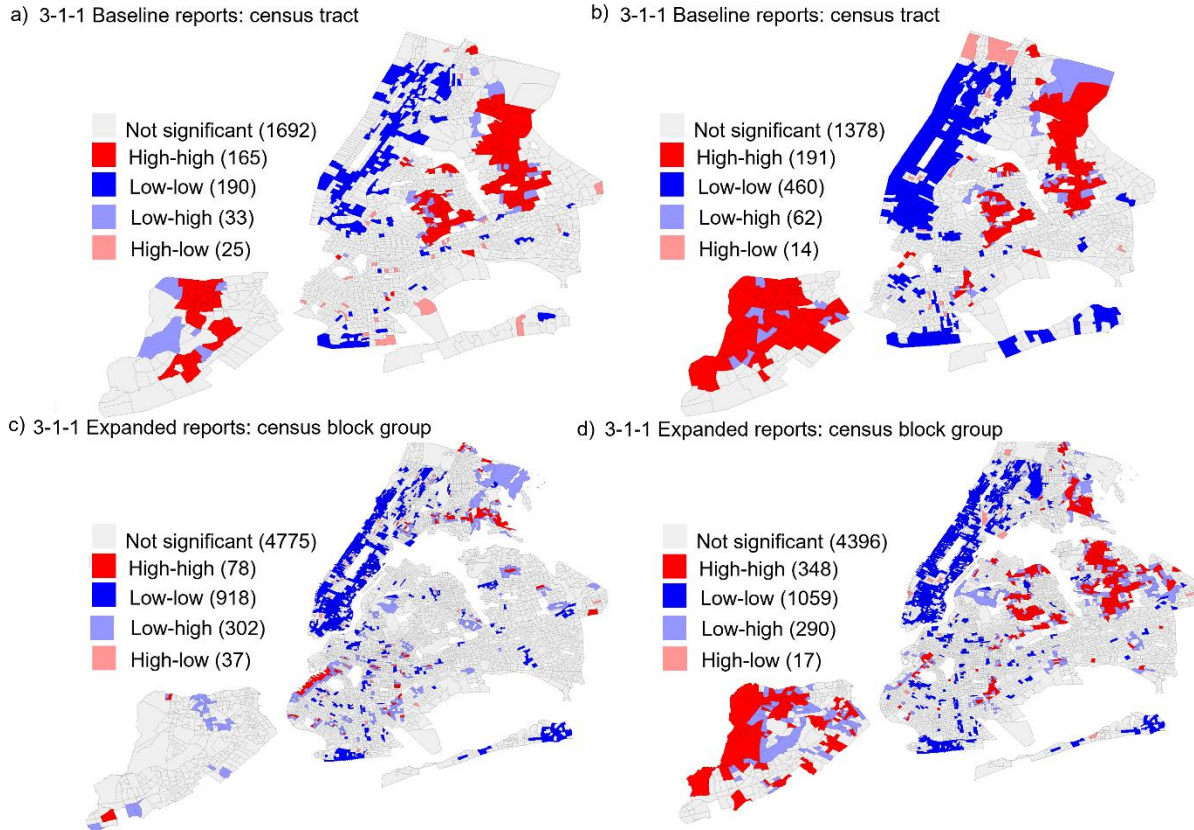 a) 3-1-1 Baseline reports: census tract
Not significant (1692)
High-high (165)
Low-low (190)
Low-high (33)
High-low (25)
b) 3-1-1 Baseline reports: census tract
Not significant (1378)
High-high (191)
Low-low (460)
Low-high (62)
High-low (14)
c) 3-1-1 Expanded reports: census block group
Not significant (4775)
High-high (78)
Low-low (918)
Low-high (302)
High-low (37)
d) 3-1-1 Expanded reports: census block group
Not significant (4396)
High-high (348)
Low-low (1059)
Low-high (290)
High-low (17)